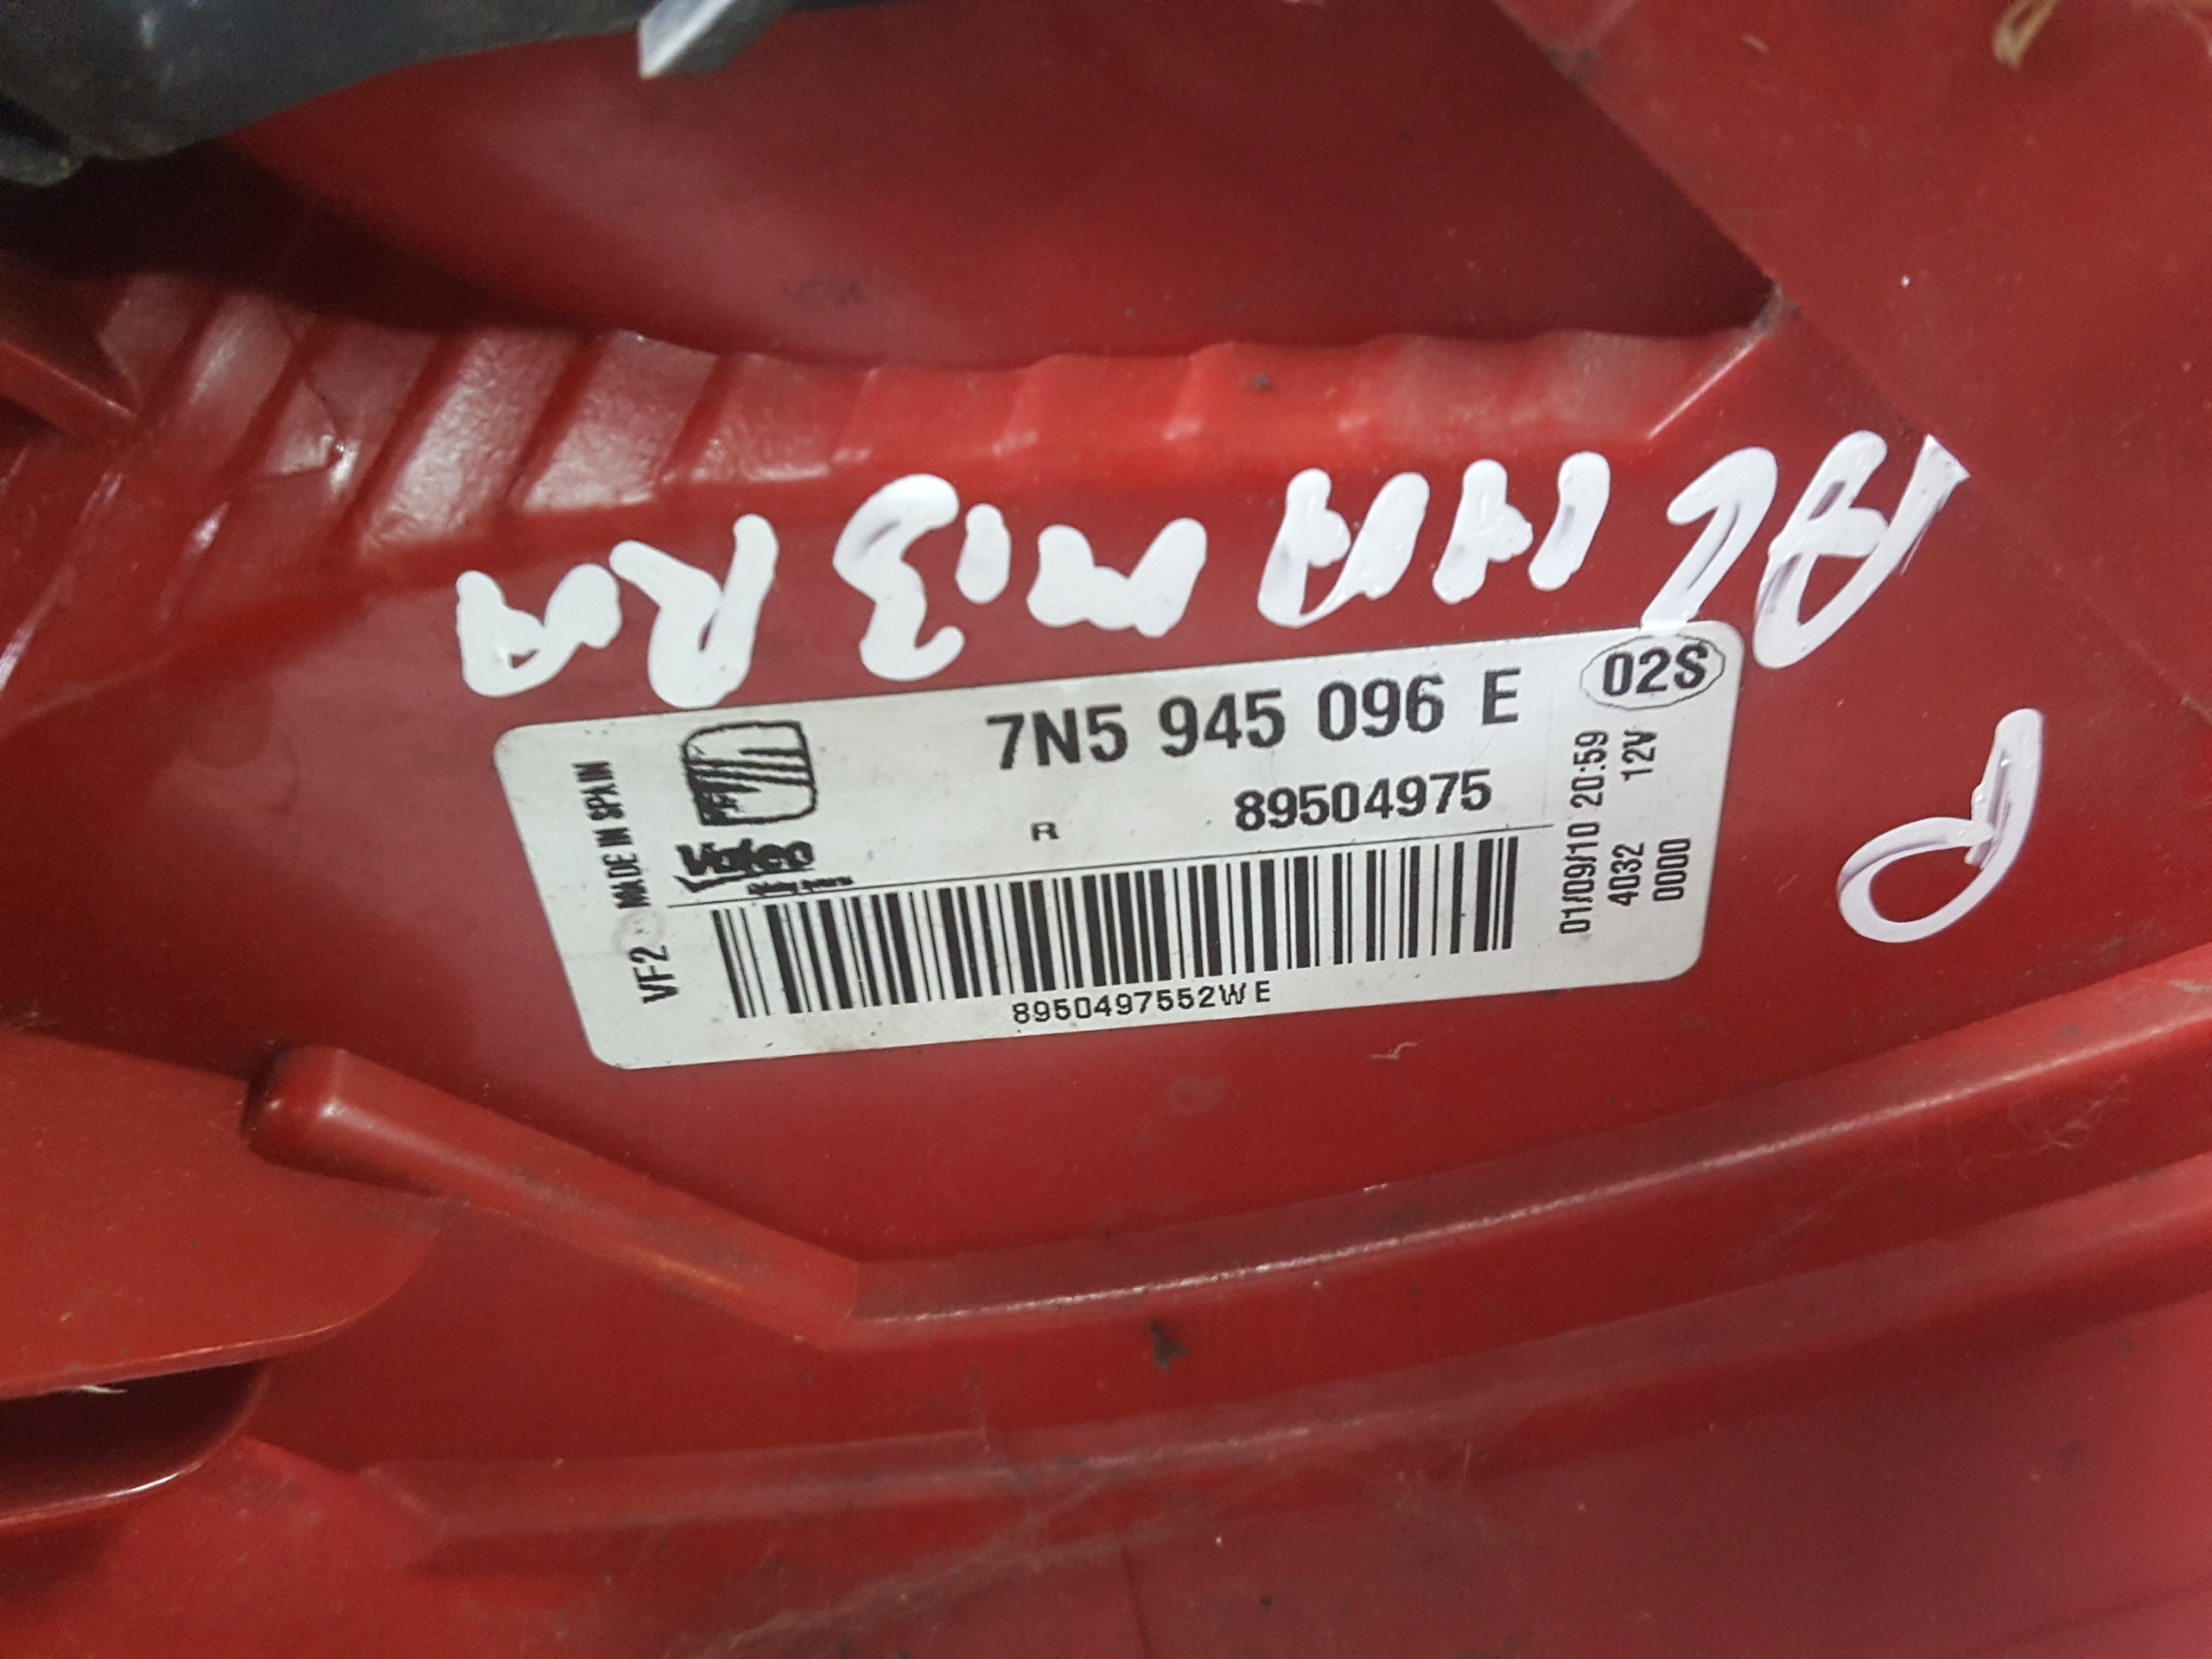 ALHAMBRA
P
7N5 945 096 E
02S
89504975
R
Valeo
VF2 MADE IN SPAIN
8950497552WE
01/09/10 20:59
4032 12V
0000